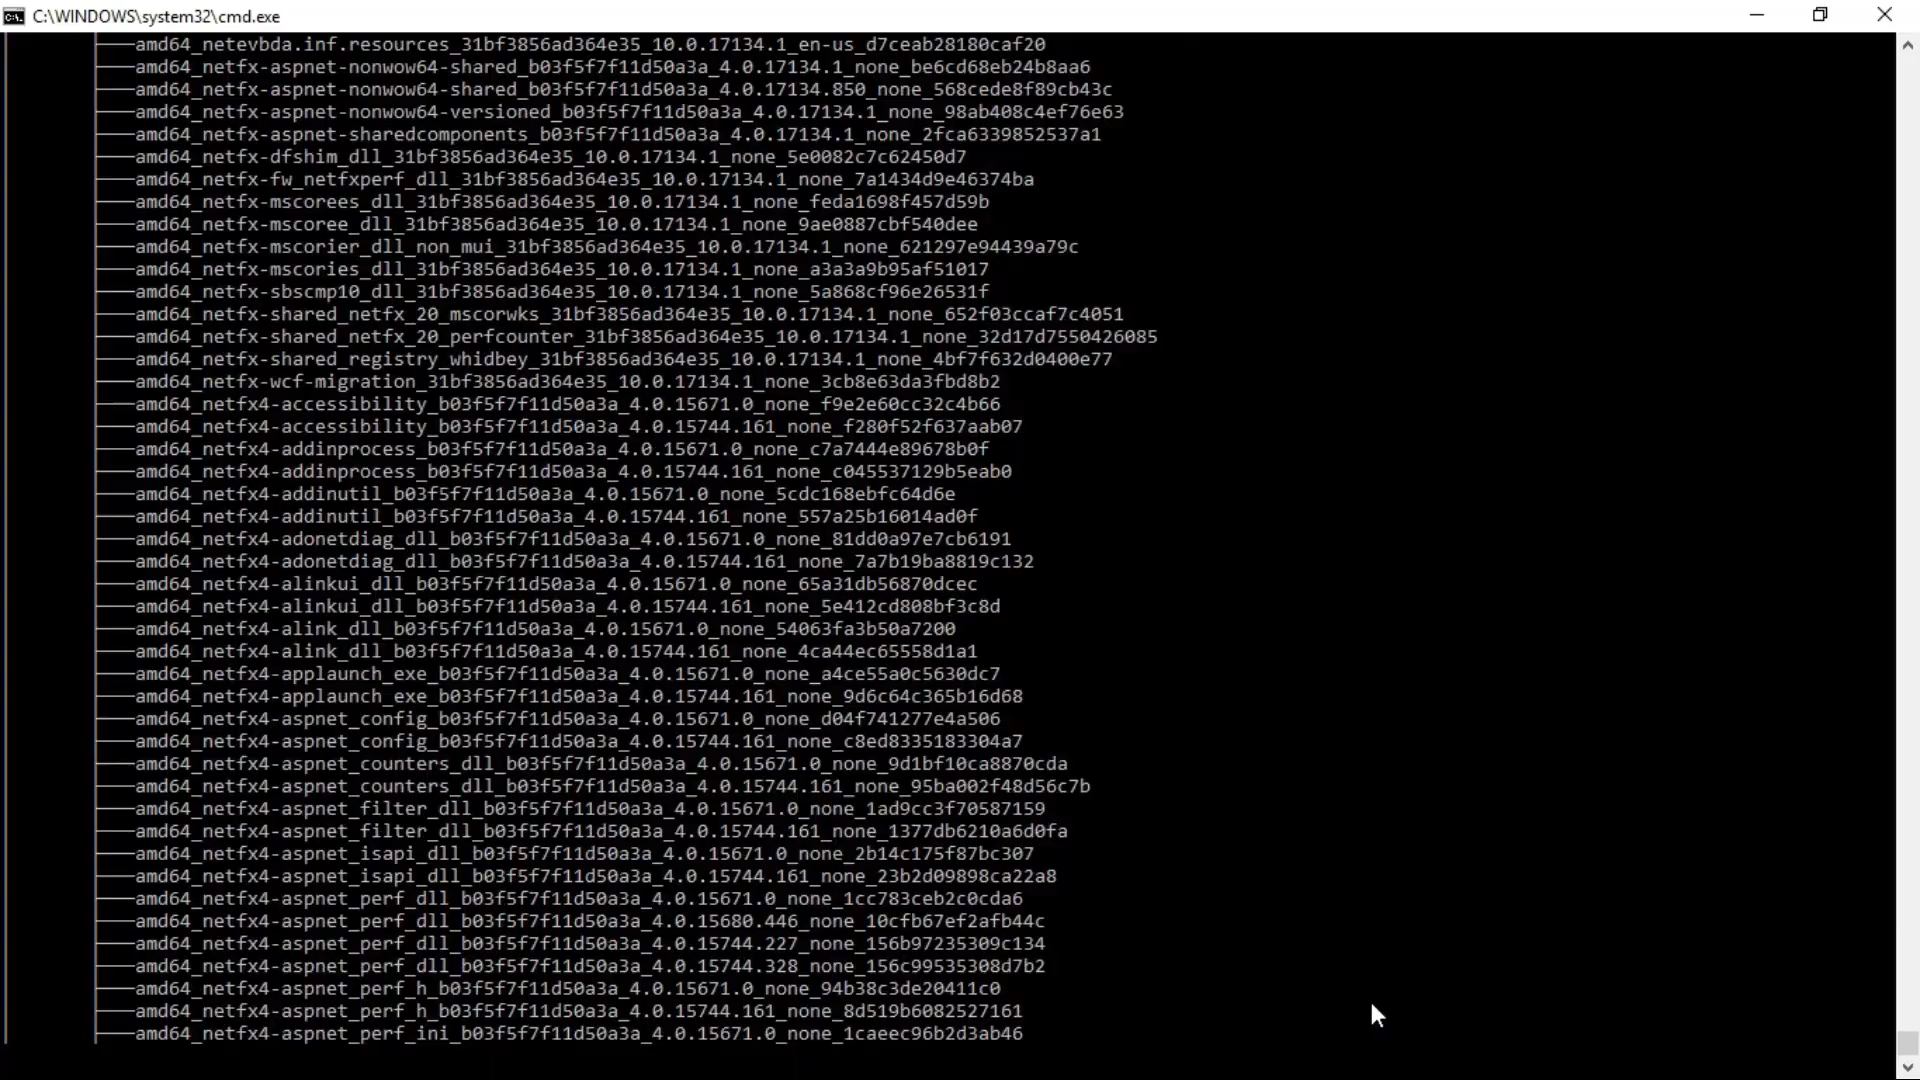 C:\WINDOWS\system32\cmd.exe
amd64_netevbda.inf.resources_31bf3856ad364e35_10.0.17134.1_en-us_d7ceab28180caf20
amd64_netfx-aspnet-nonwow64-shared_b03f5f7f11d50a3a_4.0.17134.1_none_be6cd68eb24b8aa6
amd64_netfx-aspnet-nonwow64-shared_b03f5f7f11d50a3a_4.0.17134.850_none_568cede8f89cb43c
amd64_netfx-aspnet-nonwow64-versioned_b03f5f7f11d50a3a_4.0.17134.1_none_98ab408c4ef76e63
amd64_netfx-aspnet-sharedcomponents_b03f5f7f11d50a3a_4.0.17134.1_none_2fca6339852537a1
amd64_netfx-dfshim_dll_31bf3856ad364e35_10.0.17134.1_none_5e0082c7c62450d7
amd64_netfx-fw_netfxperf_dll_31bf3856ad364e35_10.0.17134.1_none_7a1434d9e46374ba
amd64_netfx-mscorees_dll_31bf3856ad364e35_10.0.17134.1_none_feda1698f457d59b
amd64_netfx-mscoree_dll_31bf3856ad364e35_10.0.17134.1_none_9ae0887cbf540dee
amd64_netfx-mscorier_dll_non_mui_31bf3856ad364e35_10.0.17134.1_none_621297e94439a79c
amd64_netfx-mscories_dll_31bf3856ad364e35_10.0.17134.1_none_a3a3a9b95af51017
amd64_netfx-sbscmp10_dll_31bf3856ad364e35_10.0.17134.1_none_5a868cf96e26531f
amd64_netfx-shared_netfx_20_mscorwks_31bf3856ad364e35_10.0.17134.1_none_652f03ccaf7c4051
amd64_netfx-shared_netfx_20_perfcounter_31bf3856ad364e35_10.0.17134.1_none_32d17d7550426085
amd64_netfx-shared_registry_whidbey_31bf3856ad364e35_10.0.17134.1_none_4bf7f632d0400e77
amd64_netfx-wcf-migration_31bf3856ad364e35_10.0.17134.1_none_3cb8e63da3fbd8b2
amd64_netfx4-accessibility_b03f5f7f11d50a3a_4.0.15671.0_none_f9e2e60cc32c4b66
amd64_netfx4-accessibility_b03f5f7f11d50a3a_4.0.15744.161_none_f280f52f637aab07
amd64_netfx4-addinprocess_b03f5f7f11d50a3a_4.0.15671.0_none_c7a7444e89678b0f
amd64_netfx4-addinprocess_b03f5f7f11d50a3a_4.0.15744.161_none_c045537129b5eab0
amd64_netfx4-addinutil_b03f5f7f11d50a3a_4.0.15671.0_none_5cdc168ebfc64d6e
amd64_netfx4-addinutil_b03f5f7f11d50a3a_4.0.15744.161_none_557a25b16014ad0f
amd64_netfx4-adonetdiag_dll_b03f5f7f11d50a3a_4.0.15671.0_none_81dd0a97e7cb6191
amd64_netfx4-adonetdiag_dll_b03f5f7f11d50a3a_4.0.15744.161_none_7a7b19ba8819c132
amd64_netfx4-alinkui_dll_b03f5f7f11d50a3a_4.0.15671.0_none_65a31db56870dcec
amd64_netfx4-alinkui_dll_b03f5f7f11d50a3a_4.0.15744.161_none_5e412cd808bf3c8d
amd64_netfx4-alink_dll_b03f5f7f11d50a3a_4.0.15671.0_none_54063fa3b50a7200
amd64_netfx4-alink_dll_b03f5f7f11d50a3a_4.0.15744.161_none_4ca44ec65558d1a1
amd64_netfx4-applaunch_exe_b03f5f7f11d50a3a_4.0.15671.0_none_a4ce55a0c5630dc7
amd64_netfx4-applaunch_exe_b03f5f7f11d50a3a_4.0.15744.161_none_9d6c64c365b16d68
amd64_netfx4-aspnet_config_b03f5f7f11d50a3a_4.0.15671.0_none_d04f741277e4a506
amd64_netfx4-aspnet_config_b03f5f7f11d50a3a_4.0.15744.161_none_c8ed8335183304a7
amd64_netfx4-aspnet_counters_dll_b03f5f7f11d50a3a_4.0.15671.0_none_9d1bf10ca8870cda
amd64_netfx4-aspnet_counters_dll_b03f5f7f11d50a3a_4.0.15744.161_none_95ba002f48d56c7b
amd64_netfx4-aspnet_filter_dll_b03f5f7f11d50a3a_4.0.15671.0_none_1ad9cc3f70587159
amd64_netfx4-aspnet_filter_dll_b03f5f7f11d50a3a_4.0.15744.161_none_1377db6210a6d0fa
amd64_netfx4-aspnet_isapi_dll_b03f5f7f11d50a3a_4.0.15671.0_none_2b14c175f87bc307
amd64_netfx4-aspnet_isapi_dll_b03f5f7f11d50a3a_4.0.15744.161_none_23b2d09898ca22a8
amd64_netfx4-aspnet_perf_dll_b03f5f7f11d50a3a_4.0.15671.0_none_1cc783ceb2c0cda6
amd64_netfx4-aspnet_perf_dll_b03f5f7f11d50a3a_4.0.15680.446_none_10cfb67ef2afb44c
amd64_netfx4-aspnet_perf_dll_b03f5f7f11d50a3a_4.0.15744.227_none_156b97235309c134
amd64_netfx4-aspnet_perf_dll_b03f5f7f11d50a3a_4.0.15744.328_none_156c99535308d7b2
amd64_netfx4-aspnet_perf_h_b03f5f7f11d50a3a_4.0.15671.0_none_94b38c3de20411c0
amd64_netfx4-aspnet_perf_h_b03f5f7f11d50a3a_4.0.15744.161_none_8d519b6082527161
amd64_netfx4-aspnet_perf_ini_b03f5f7f11d50a3a_4.0.15671.0_none_1caeec96b2d3ab46